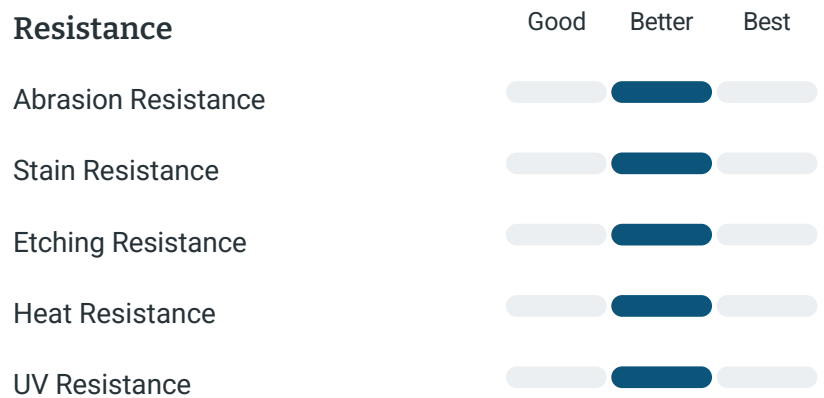 Resistance Good Better Best
Abrasion Resistance
Stain Resistance
Etching Resistance
Heat Resistance
UV Resistance